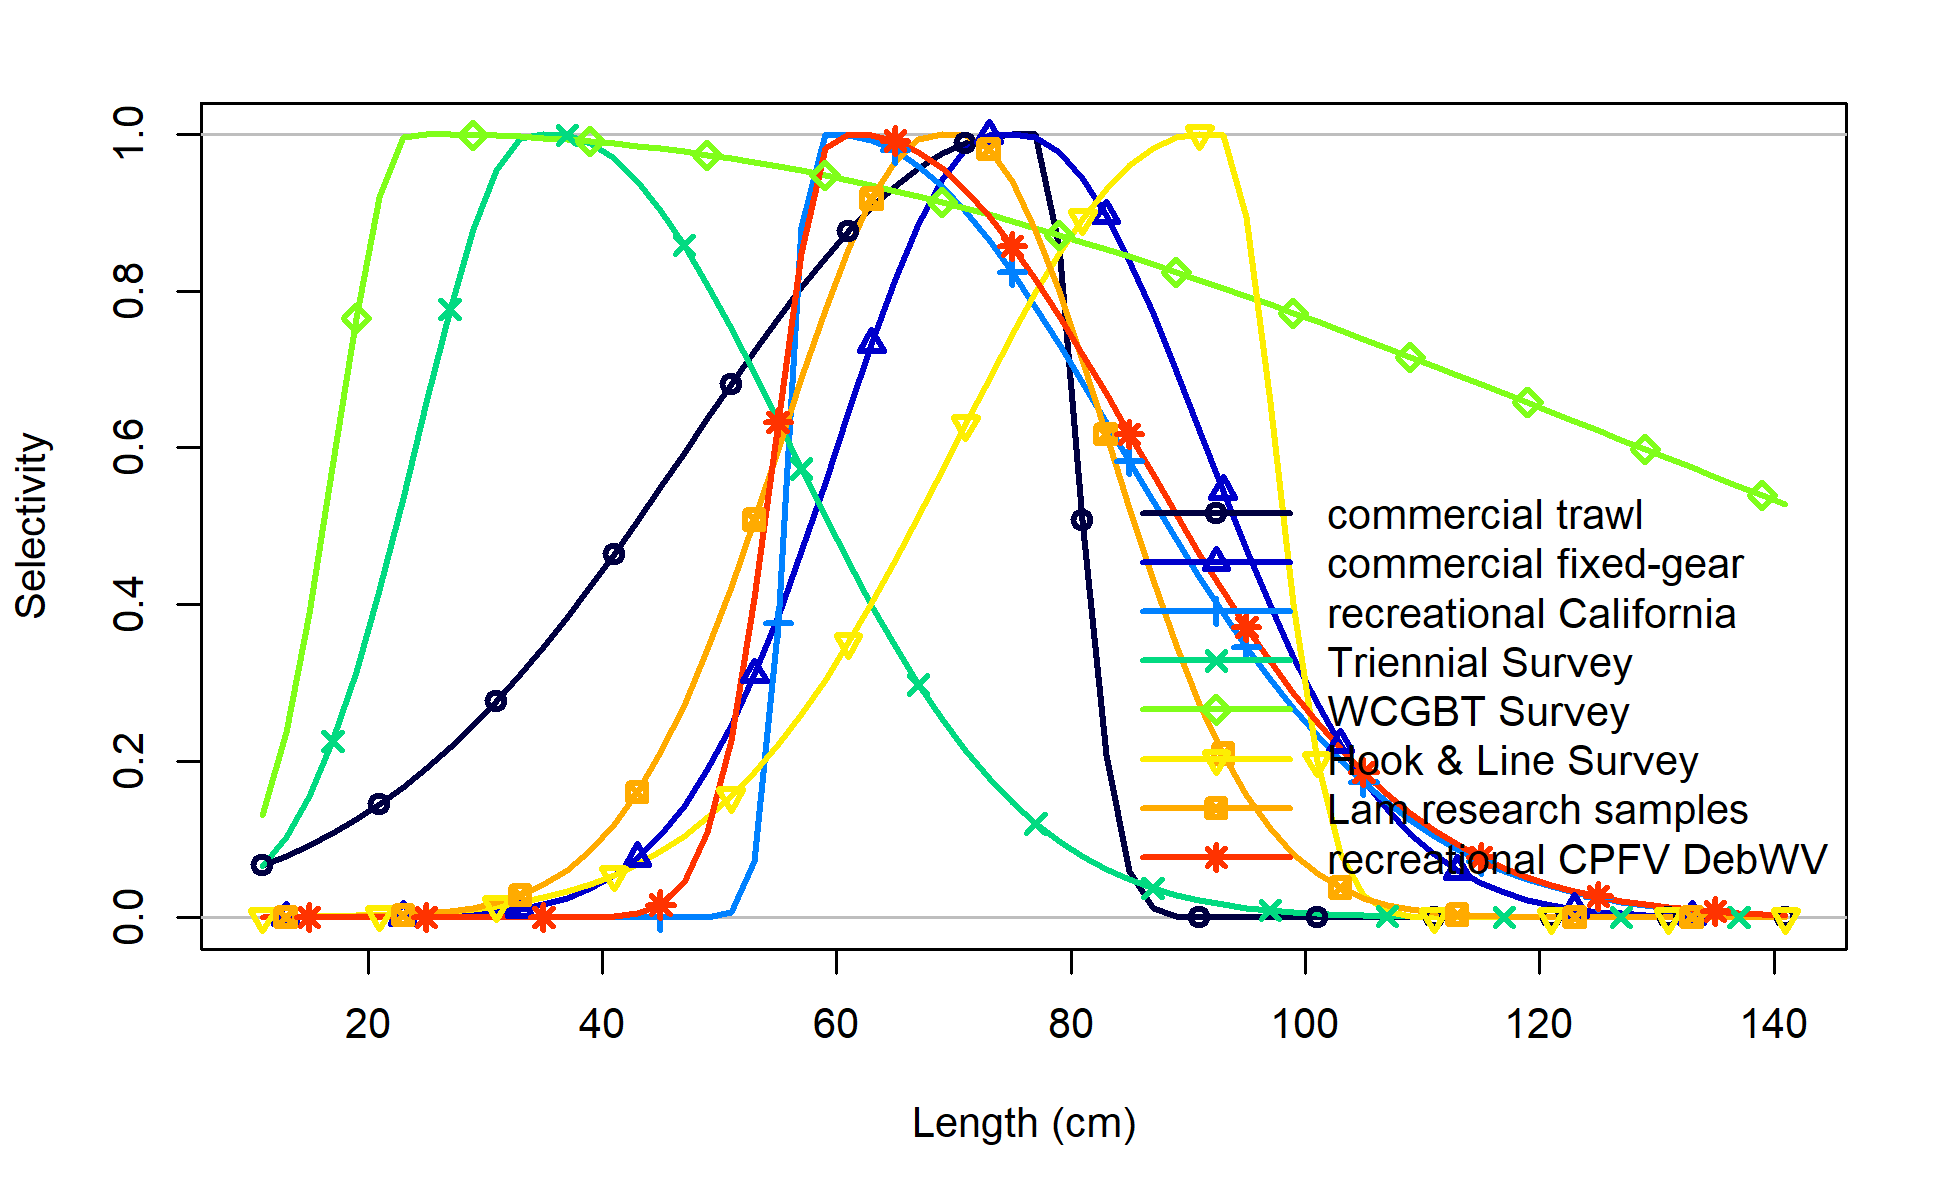 1.0
0.8
0.6
0.4
0.2
0.0
Selectivity
commercial trawl
commercial fixed-gear
recreational California
Triennial Survey
WCGBT Survey
Hook & Line Survey
Lam research samples
recreational CPFV DebWV
20 40 60 80 100 120 140
Length (cm)